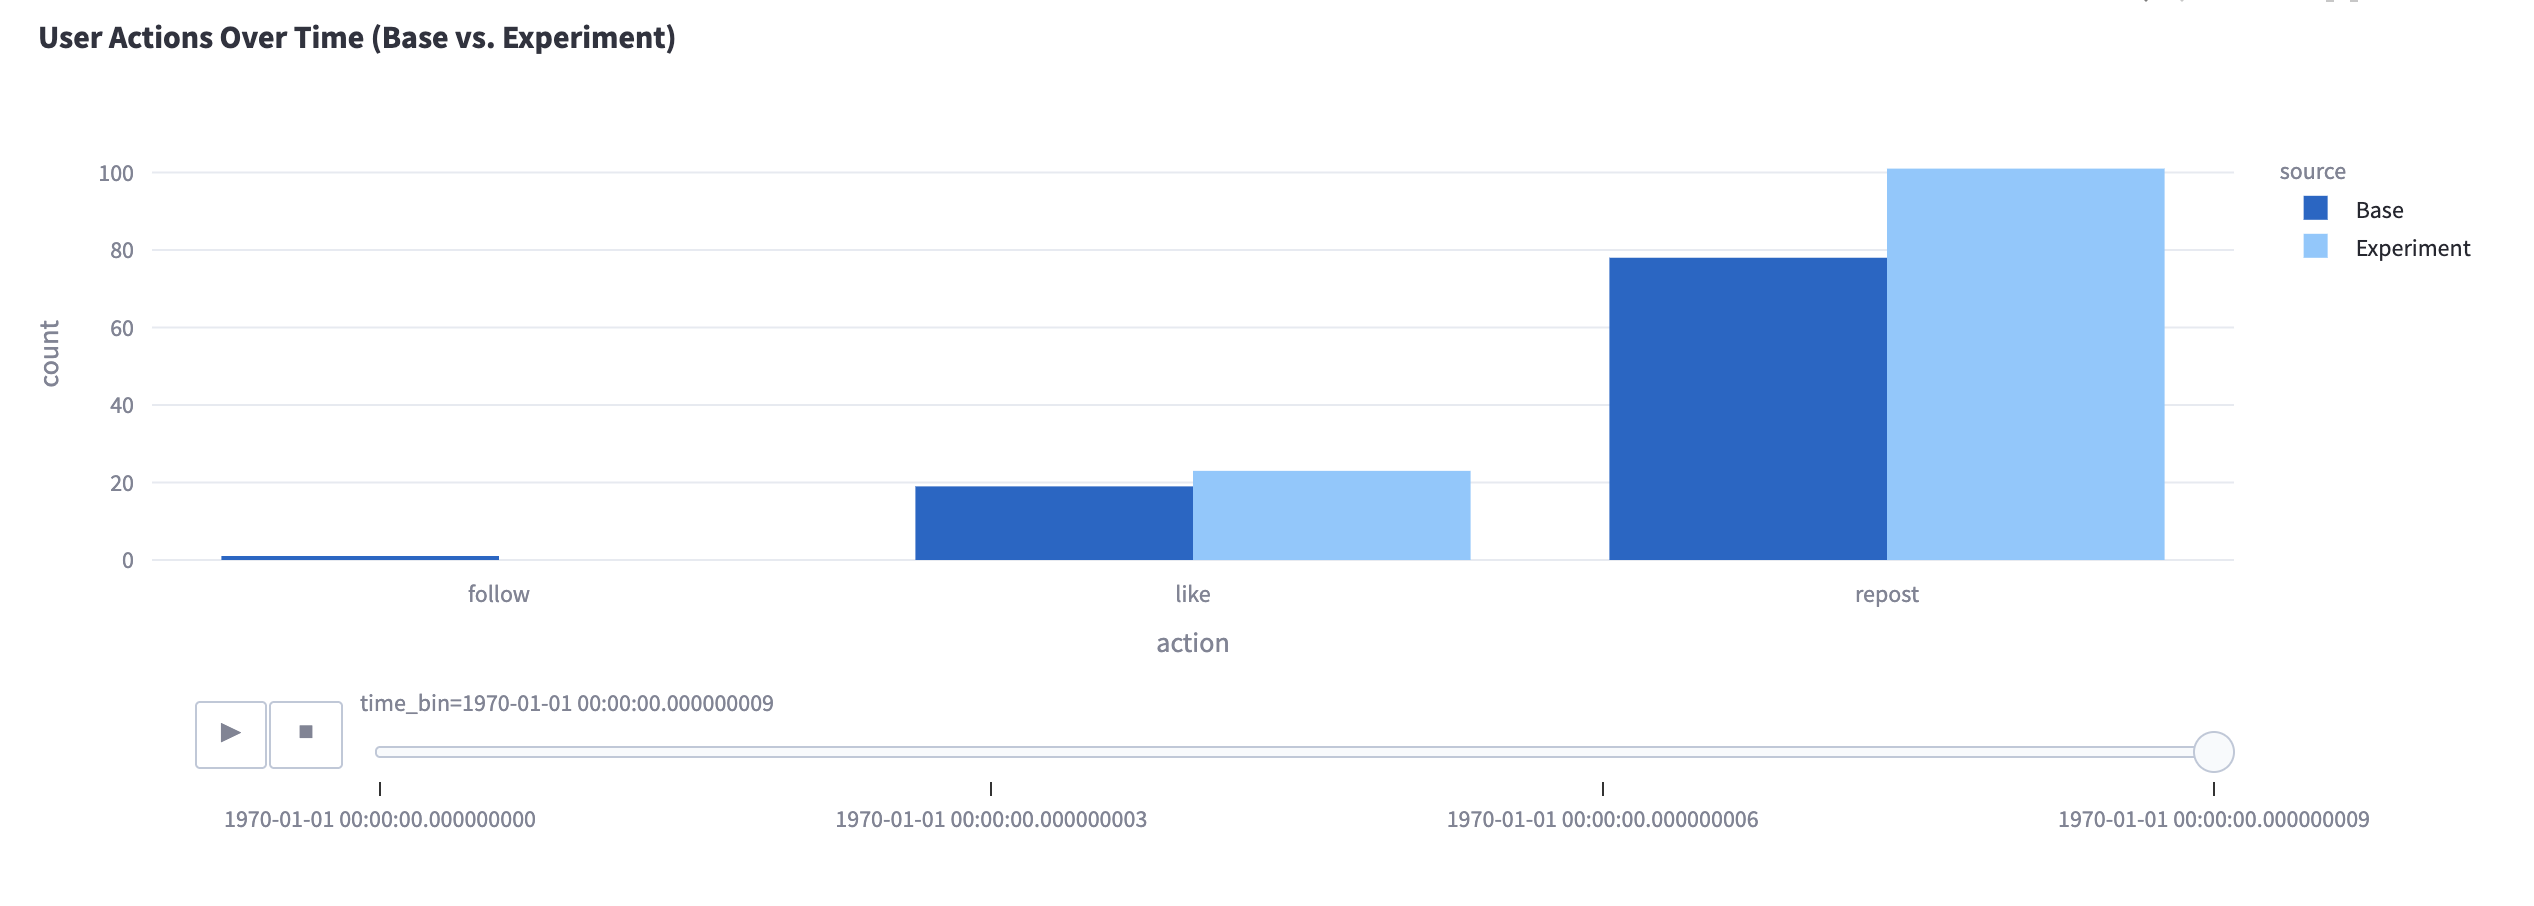 User Actions Over Time (Base vs. Experiment)
100
80
60
40
20
0
count
follow
like
repost
action
source
Base
Experiment
time_bin=1970-01-01 00:00:00.000000009
1970-01-01 00:00:00.000000000
1970-01-01 00:00:00.000000003
1970-01-01 00:00:00.000000006
1970-01-01 00:00:00.000000009